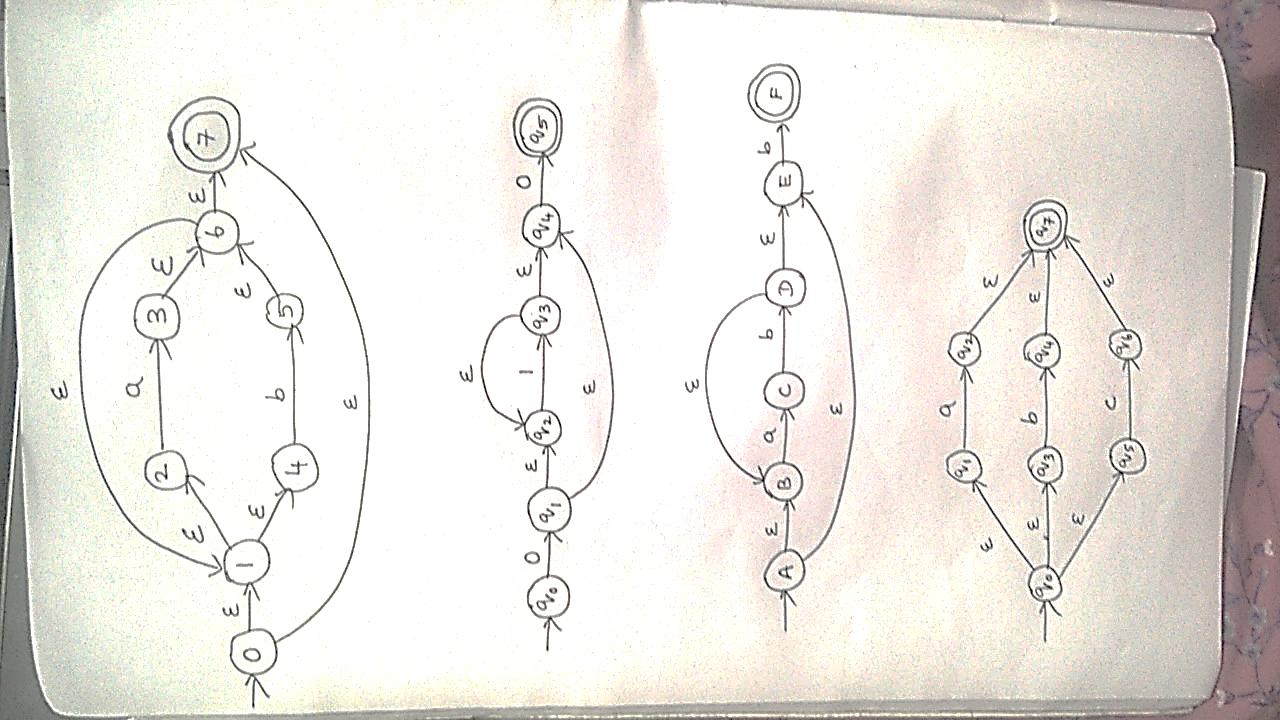 ε
a
2 3
ε ε
ε ε
0 1 6 7
ε ε
b
4 5
ε
ε
0 ε 1 ε 0
q0 q1 q2 q3 q4 q5
ε
ε
ε a b ε b
A B C D E F
ε
a
q1 q2
ε ε
ε b ε
q0 q3 q4 q7
ε ε
c
q5 q6